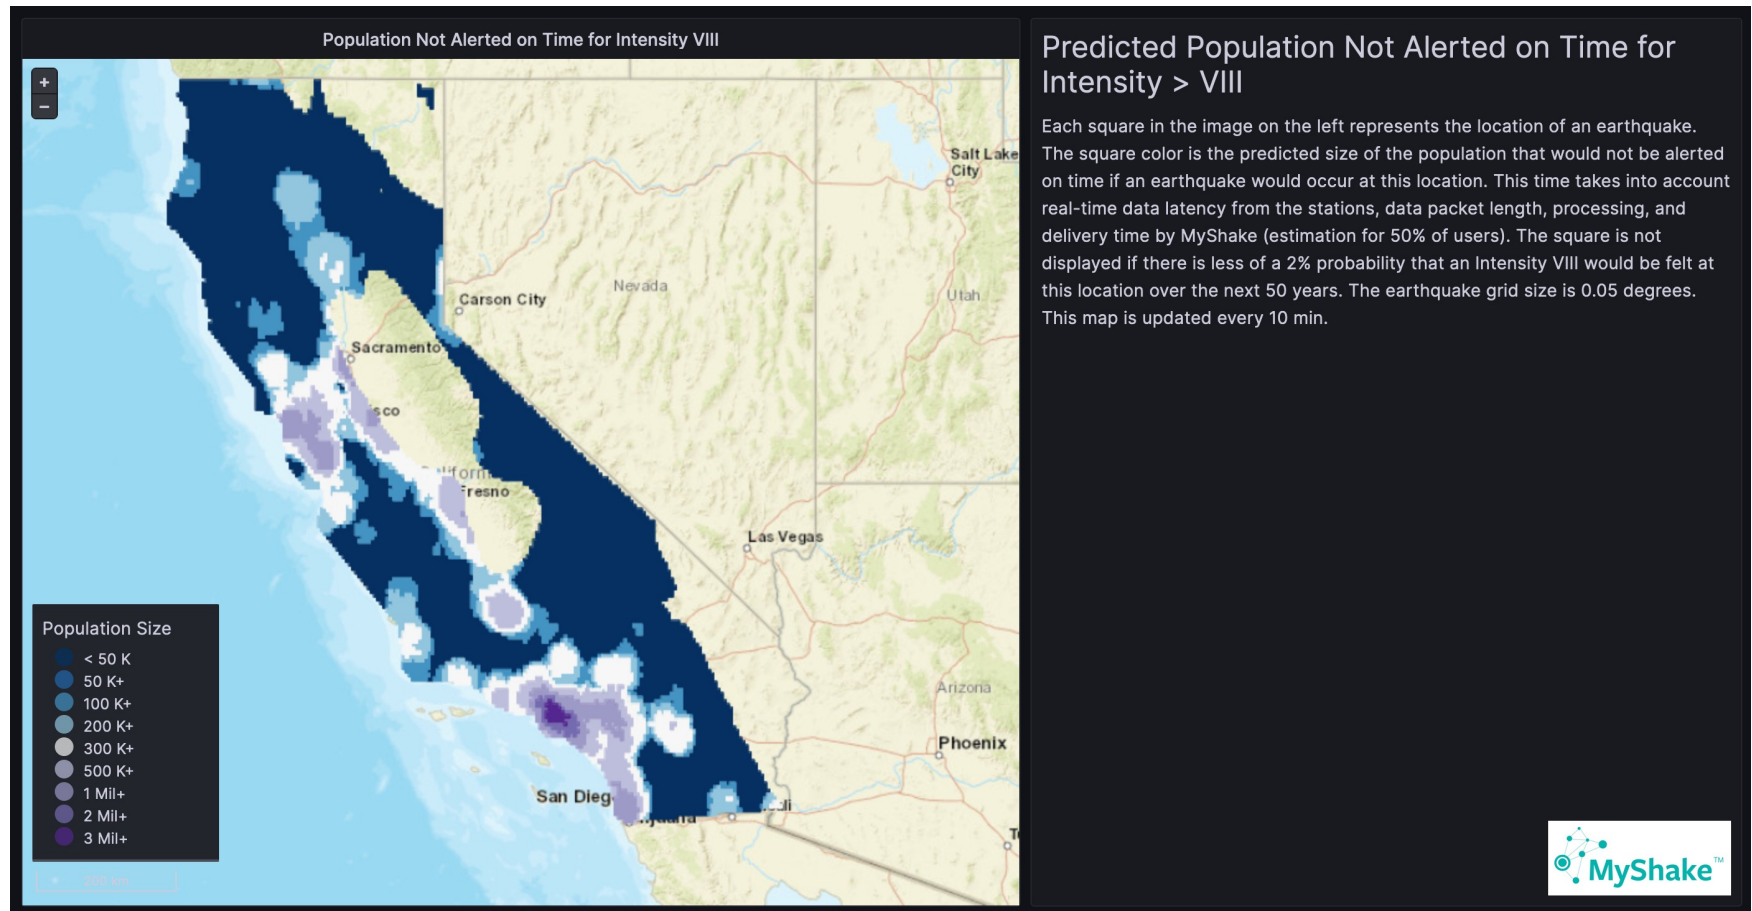 Population Not Alerted on Time for Intensity VIII
+
−
Salt Lake
City
Nevada
Carson City
Utah
Sacramento
sco
Fresno
Las Vegas
Arizona
Phoenix
San Dieg
Population Size
< 50 K
50 K+
100 K+
200 K+
300 K+
500 K+
1 Mil+
2 Mil+
3 Mil+
200 km
Predicted Population Not Alerted on Time for
Intensity > VIII
Each square in the image on the left represents the location of an earthquake.
The square color is the predicted size of the population that would not be alerted
on time if an earthquake would occur at this location. This time takes into account
real-time data latency from the stations, data packet length, processing, and
delivery time by MyShake (estimation for 50% of users). The square is not
displayed if there is less of a 2% probability that an Intensity VIII would be felt at
this location over the next 50 years. The earthquake grid size is 0.05 degrees.
This map is updated every 10 min.
MyShake™